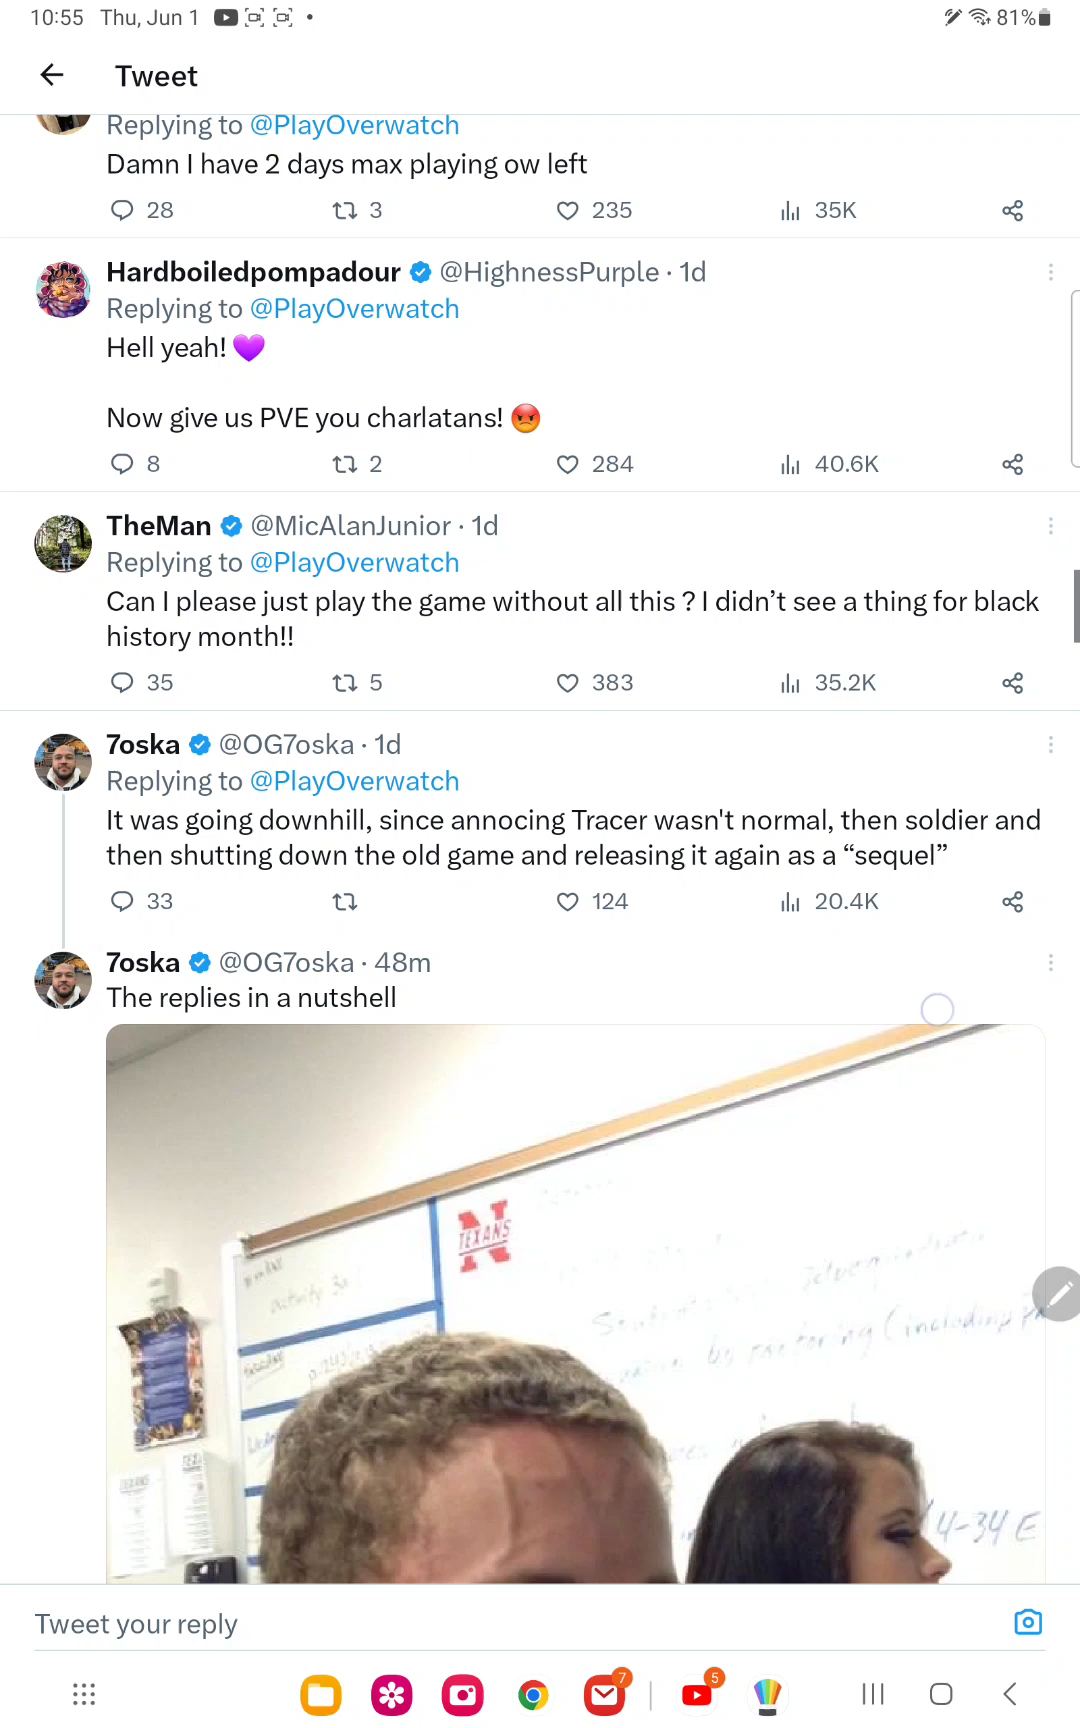 10:55 Thu, Jun 1 81%
Tweet
Replying to @PlayOverwatch
Damn I have 2 days max playing ow left
28 3 235 35K
Hardboiledpompadour @HighnessPurple · 1d
Replying to @PlayOverwatch
Hell yeah! 💜
Now give us PVE you charlatans! 😡
8 2 284 40.6K
TheMan @MicAlanJunior · 1d
Replying to @PlayOverwatch
Can I please just play the game without all this ? I didn’t see a thing for black
history month!!
35 5 383 35.2K
7oska @OG7oska · 1d
Replying to @PlayOverwatch
It was going downhill, since annocing Tracer wasn't normal, then soldier and
then shutting down the old game and releasing it again as a “sequel”
33 124 20.4K
7oska @OG7oska · 48m
The replies in a nutshell
N
TEXANS
activity 3a
by factoring (including
4-34 E
Tweet your reply
7 5